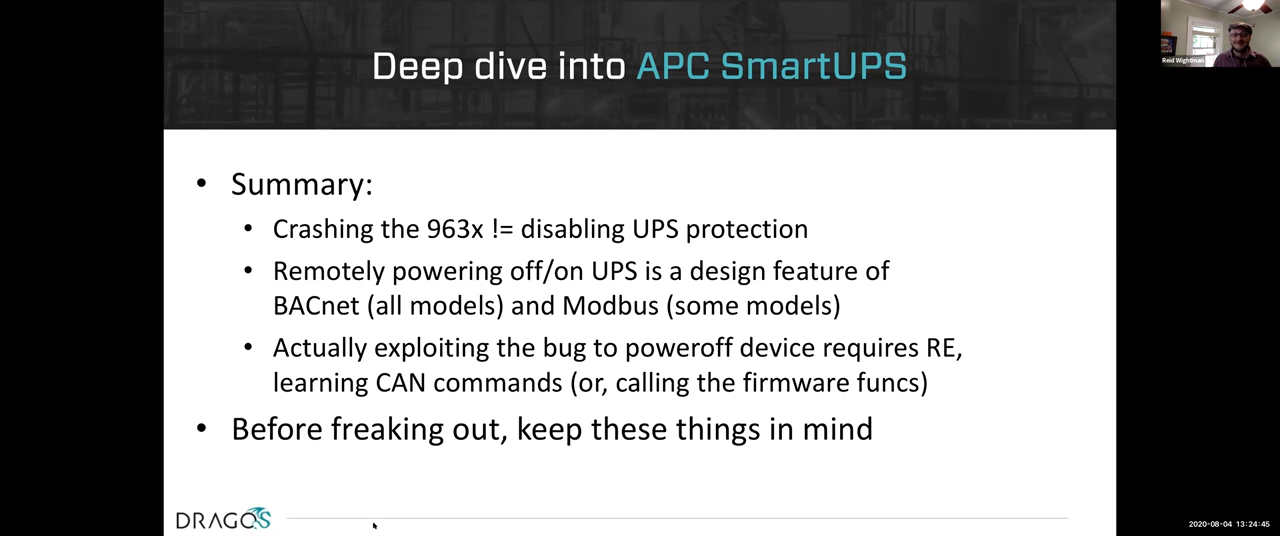 Deep dive into APC SmartUPS
Reid Wightman
• Summary:
• Crashing the 963x != disabling UPS protection
• Remotely powering off/on UPS is a design feature of
BACnet (all models) and Modbus (some models)
• Actually exploiting the bug to poweroff device requires RE,
learning CAN commands (or, calling the firmware funcs)
• Before freaking out, keep these things in mind
DRAGOS
2020-08-04 13:24:45